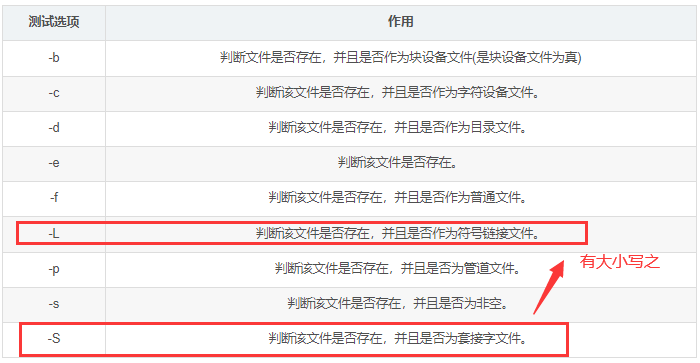 测试选项 作用
-b 判断文件是否存在，并且是否作为块设备文件(是块设备文件为真)
-c 判断该文件是否存在，并且是否作为字符设备文件。
-d 判断该文件是否存在，并且是否作为目录文件。
-e 判断该文件是否存在。
-f 判断该文件是否存在，并且是否作为普通文件。
-L 判断该文件是否存在，并且是否作为符号链接文件。
有大小写之
-p 判断该文件是否存在，并且是否为管道文件。
-s 判断该文件是否存在，并且是否为非空。
-S 判断该文件是否存在，并且是否为套接字文件。